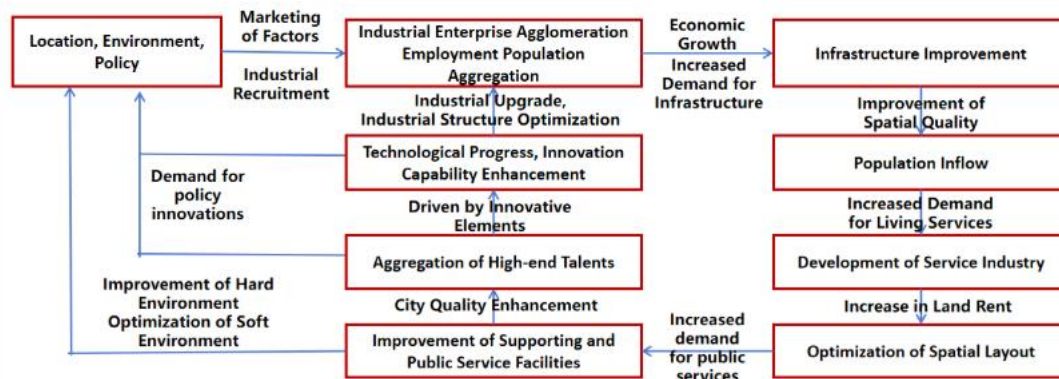 Location, Environment,
Policy
Marketing
of Factors
Industrial
Recruitment
Industrial Enterprise Agglomeration
Employment Population
Aggregation
Economic
Growth
Increased
Demand for
Infrastructure
Infrastructure Improvement
Industrial Upgrade,
Industrial Structure Optimization
Improvement of
Spatial Quality
Technological Progress, Innovation
Capability Enhancement
Population Inflow
Demand for
policy
innovations
Driven by Innovative
Elements
Increased Demand
for Living Services
Aggregation of High-end Talents
Development of Service Industry
Improvement of Hard
Environment
Optimization of Soft
Environment
City Quality Enhancement
Increase in Land Rent
Improvement of Supporting and
Public Service Facilities
Increased
demand
for public
services
Optimization of Spatial Layout